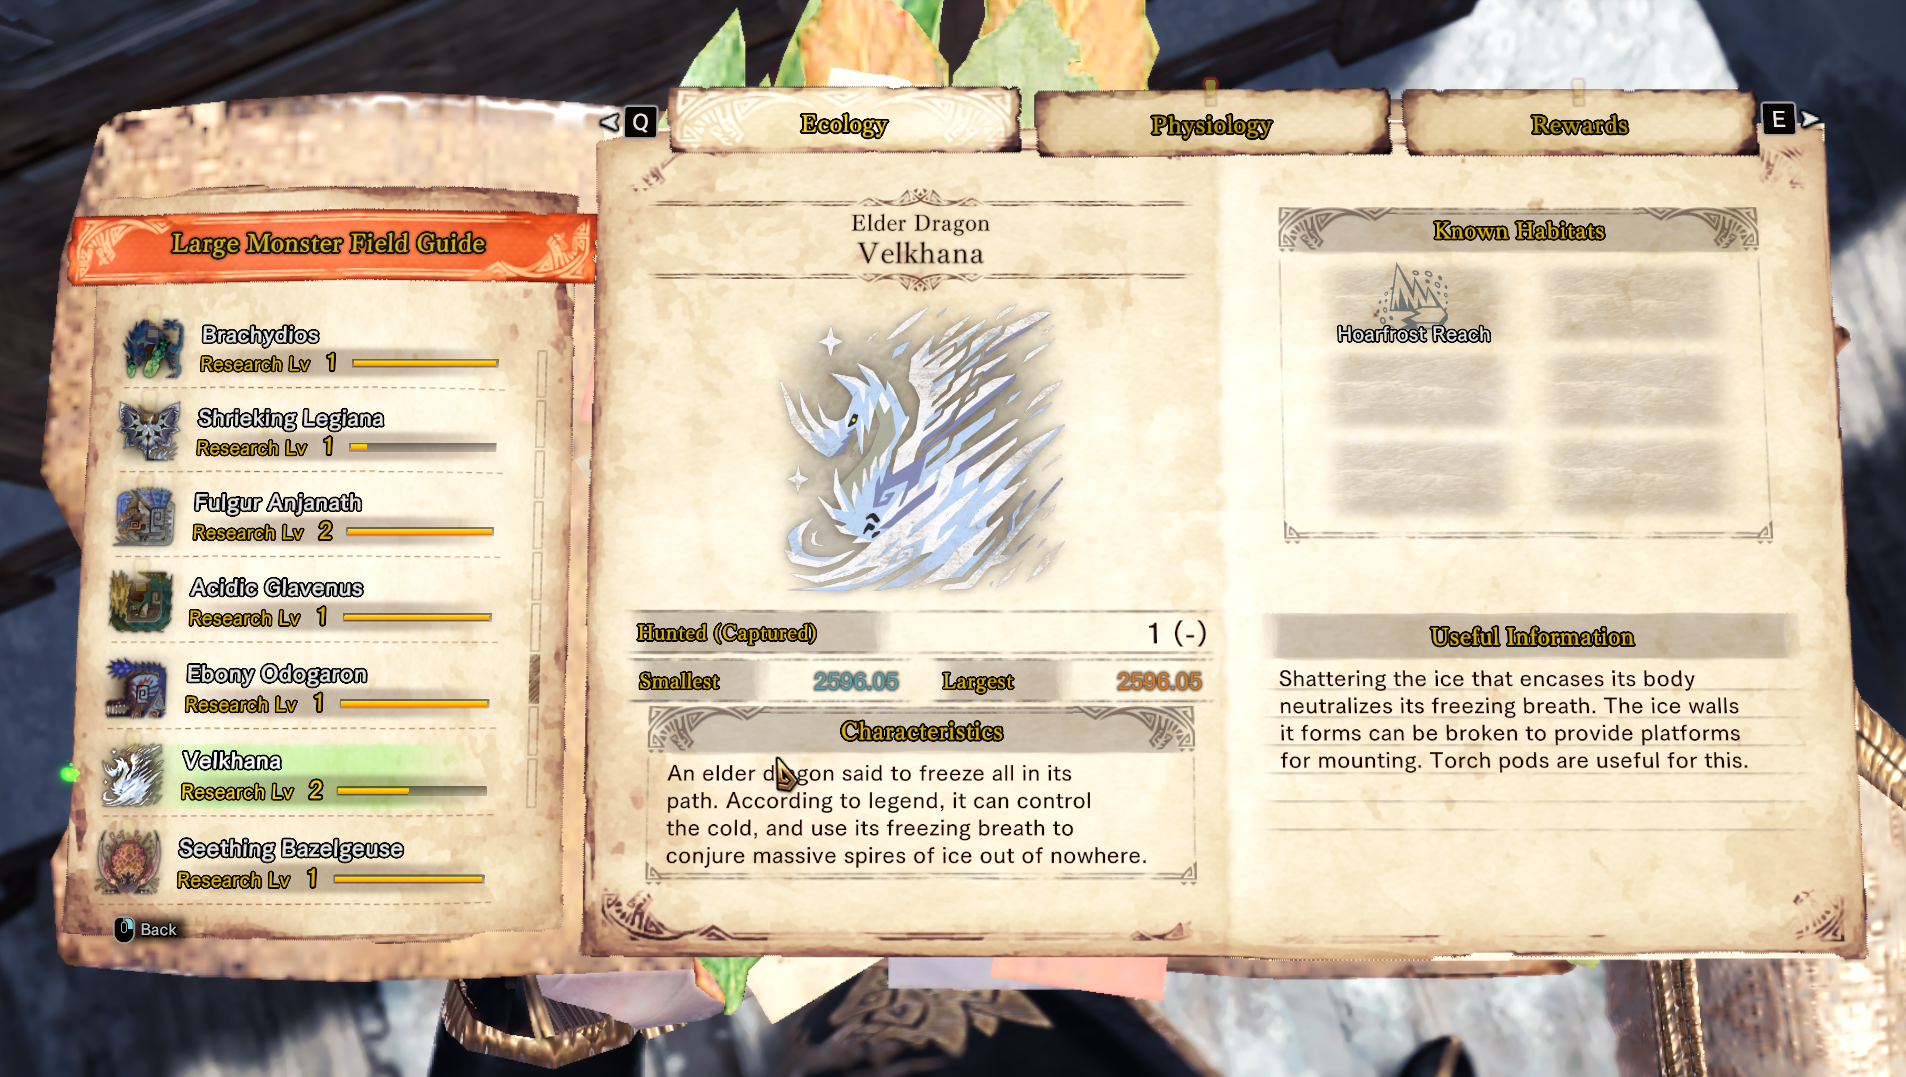 Q
Ecology
Physiology
Rewards
E
Large Monster Field Guide
Brachydios
Research Lv 1
Shrieking Legiana
Research Lv 1
Fulgur Anjanath
Research Lv 2
Acidic Glavenus
Research Lv 1
Ebony Odogaron
Research Lv 1
Velkhana
Research Lv 2
Seething Bazelgeuse
Research Lv 1
Back
Elder Dragon
Velkhana
Hunted (Captured) 1 (-)
Smallest 2596.05 Largest 2596.05
Characteristics
An elder dragon said to freeze all in its
path. According to legend, it can control
the cold, and use its freezing breath to
conjure massive spires of ice out of nowhere.
Known Habitats
Hoarfrost Reach
Useful Information
Shattering the ice that encases its body
neutralizes its freezing breath. The ice walls
it forms can be broken to provide platforms
for mounting. Torch pods are useful for this.